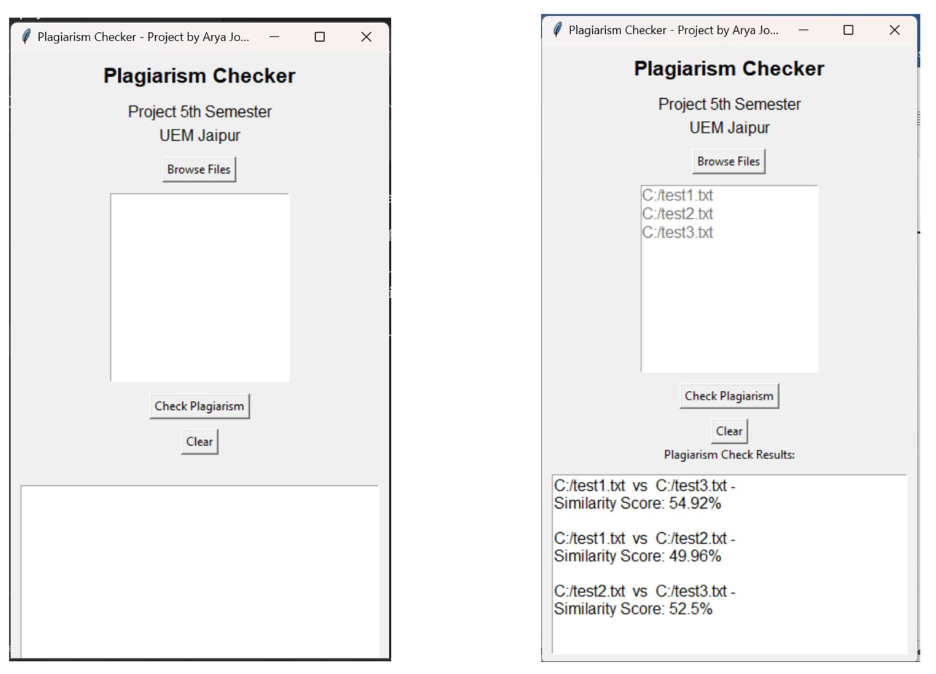 Plagiarism Checker - Project by Arya Jo...
Plagiarism Checker
Project 5th Semester
UEM Jaipur
Browse Files
Check Plagiarism
Clear
Plagiarism Checker - Project by Arya Jo...
Plagiarism Checker
Project 5th Semester
UEM Jaipur
Browse Files
C:/test1.txt
C:/test2.txt
C:/test3.txt
Check Plagiarism
Clear
Plagiarism Check Results:
C:/test1.txt vs C:/test3.txt -
Similarity Score: 54.92%
C:/test1.txt vs C:/test2.txt -
Similarity Score: 49.96%
C:/test2.txt vs C:/test3.txt -
Similarity Score: 52.5%